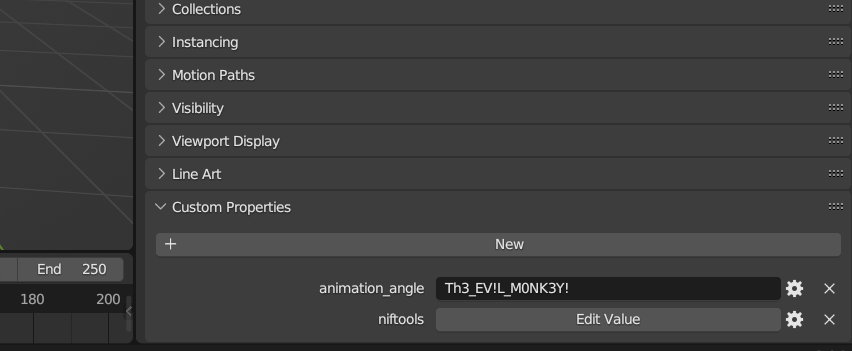 Collections
Instancing
Motion Paths
Visibility
Viewport Display
Line Art
Custom Properties
+ New
End 250
animation_angle Th3_EV!L_M0NK3Y!
180 200
niftools Edit Value